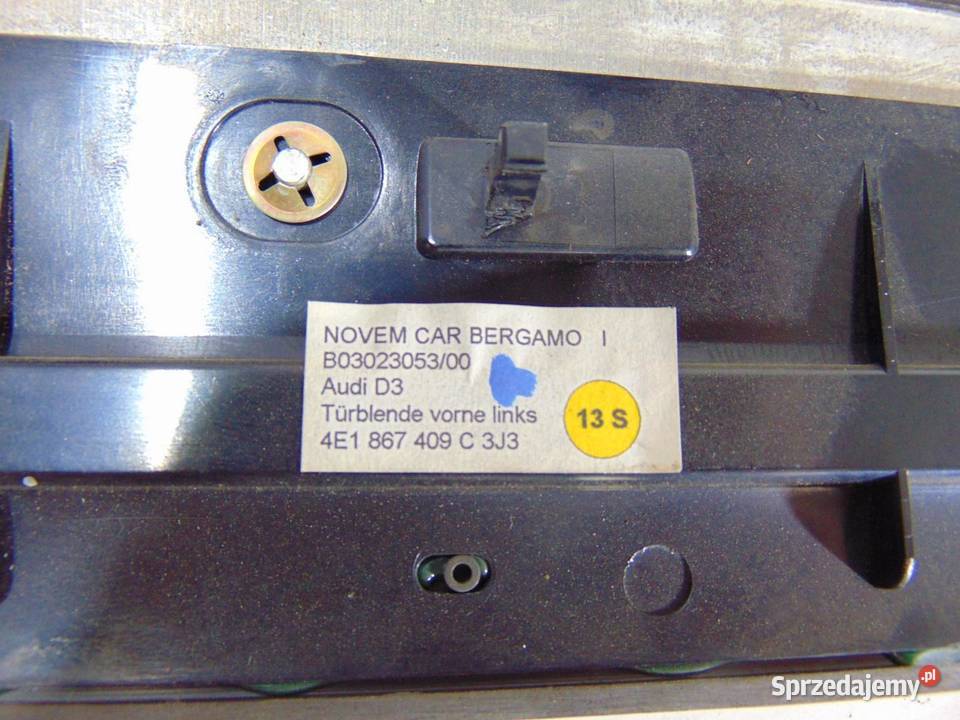 NOVEM CAR BERGAMO I
B03023053/00
Audi D3
Türblende vorne links
4E1 867 409 C 3J3
13 S
Sprzedajemy.pl